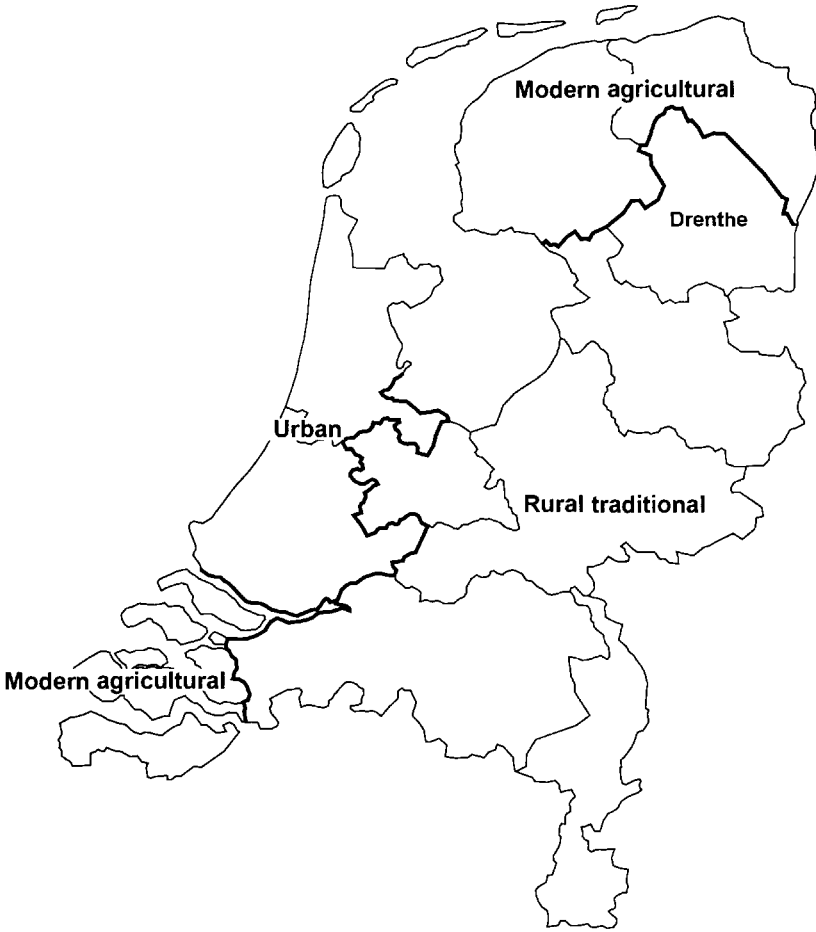 Modern agricultural
Drenthe
Urban
Rural traditional
Modern agricultural